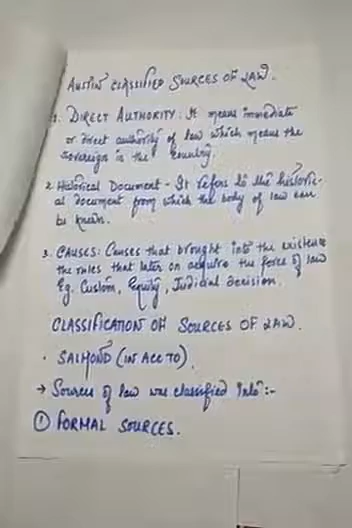 AUSTIN CLASSIFIED SOURCES OF LAW.
1. DIRECT AUTHORITY: It means immediate
or direct authority of law which means the
sovereign in the country.
2. Historical Document - It refers to the historic-
al document from which the body of law can
be known.
3. CAUSES: Causes that brought into the existence
the rules that later on acquire the force of law
Eg. Custom, Equity, Judicial decision.
CLASSIFICATION OF SOURCES OF LAW.
• SALMOND (IN ACC TO).
→ Sources of law was classified into:-
① FORMAL SOURCES.